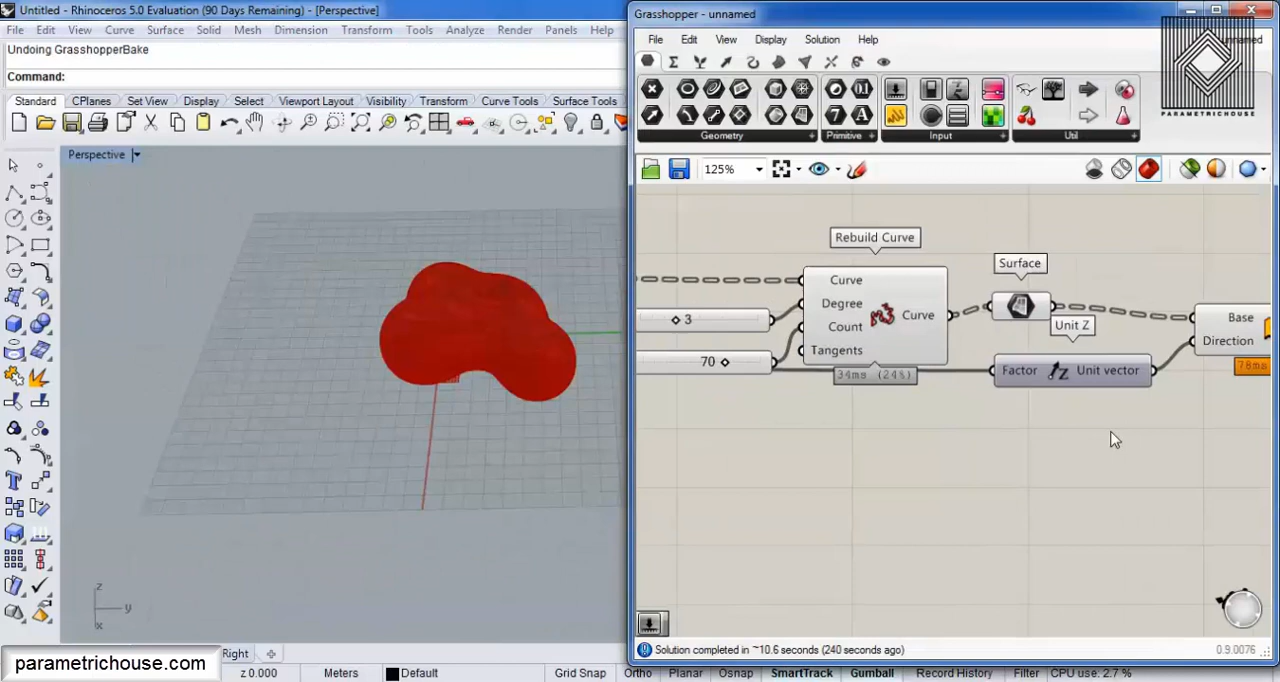 Untitled - Rhinoceros 5.0 Evaluation (90 Days Remaining) - [Perspective]
File Edit View Curve Surface Solid Mesh Dimension Transform Tools Analyze Render Panels Help
Undoing GrasshopperBake
Command:
Standard CPlanes Set View Display Select Viewport Layout Visibility Transform Curve Tools Surface Tools
Perspective
z
y
x
Right
z 0.000 Meters Default Grid Snap Ortho Planar Osnap SmartTrack Gumball Record History Filter CPU use: 2.7 %
parametrichouse.com
Grasshopper - unnamed
File Edit View Display Solution Help
unnamed
PARAMETRICHOUSE
Geometry Primitive Input Util
125%
Rebuild Curve
Curve
Degree
Count
Tangents
Curve
34ms (24%)
3
70
Surface
Unit Z
Factor Unit vector
Base
Direction
78ms
Solution completed in ~10.6 seconds (240 seconds ago)
0.9.0076